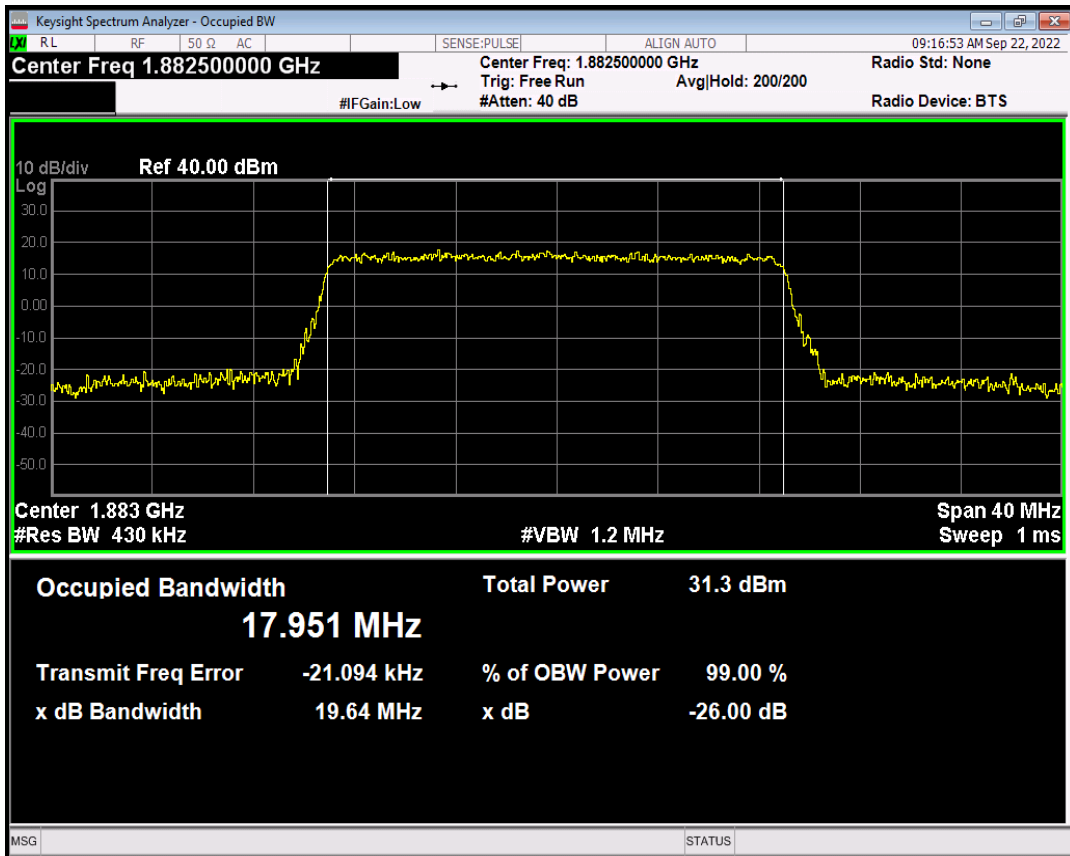 Keysight Spectrum Analyzer - Occupied BW
LXI RL RF 50 Ω AC SENSE:PULSE ALIGN AUTO 09:16:53 AM Sep 22, 2022
Center Freq 1.882500000 GHz Center Freq: 1.882500000 GHz Radio Std: None
Trig: Free Run Avg|Hold: 200/200
#IFGain:Low #Atten: 40 dB Radio Device: BTS
10 dB/div Ref 40.00 dBm
Log
30.0
20.0
10.0
0.00
-10.0
-20.0
-30.0
-40.0
-50.0
Center 1.883 GHz Span 40 MHz
#Res BW 430 kHz #VBW 1.2 MHz Sweep 1 ms
Occupied Bandwidth Total Power 31.3 dBm
17.951 MHz
Transmit Freq Error -21.094 kHz % of OBW Power 99.00 %
x dB Bandwidth 19.64 MHz x dB -26.00 dB
MSG STATUS